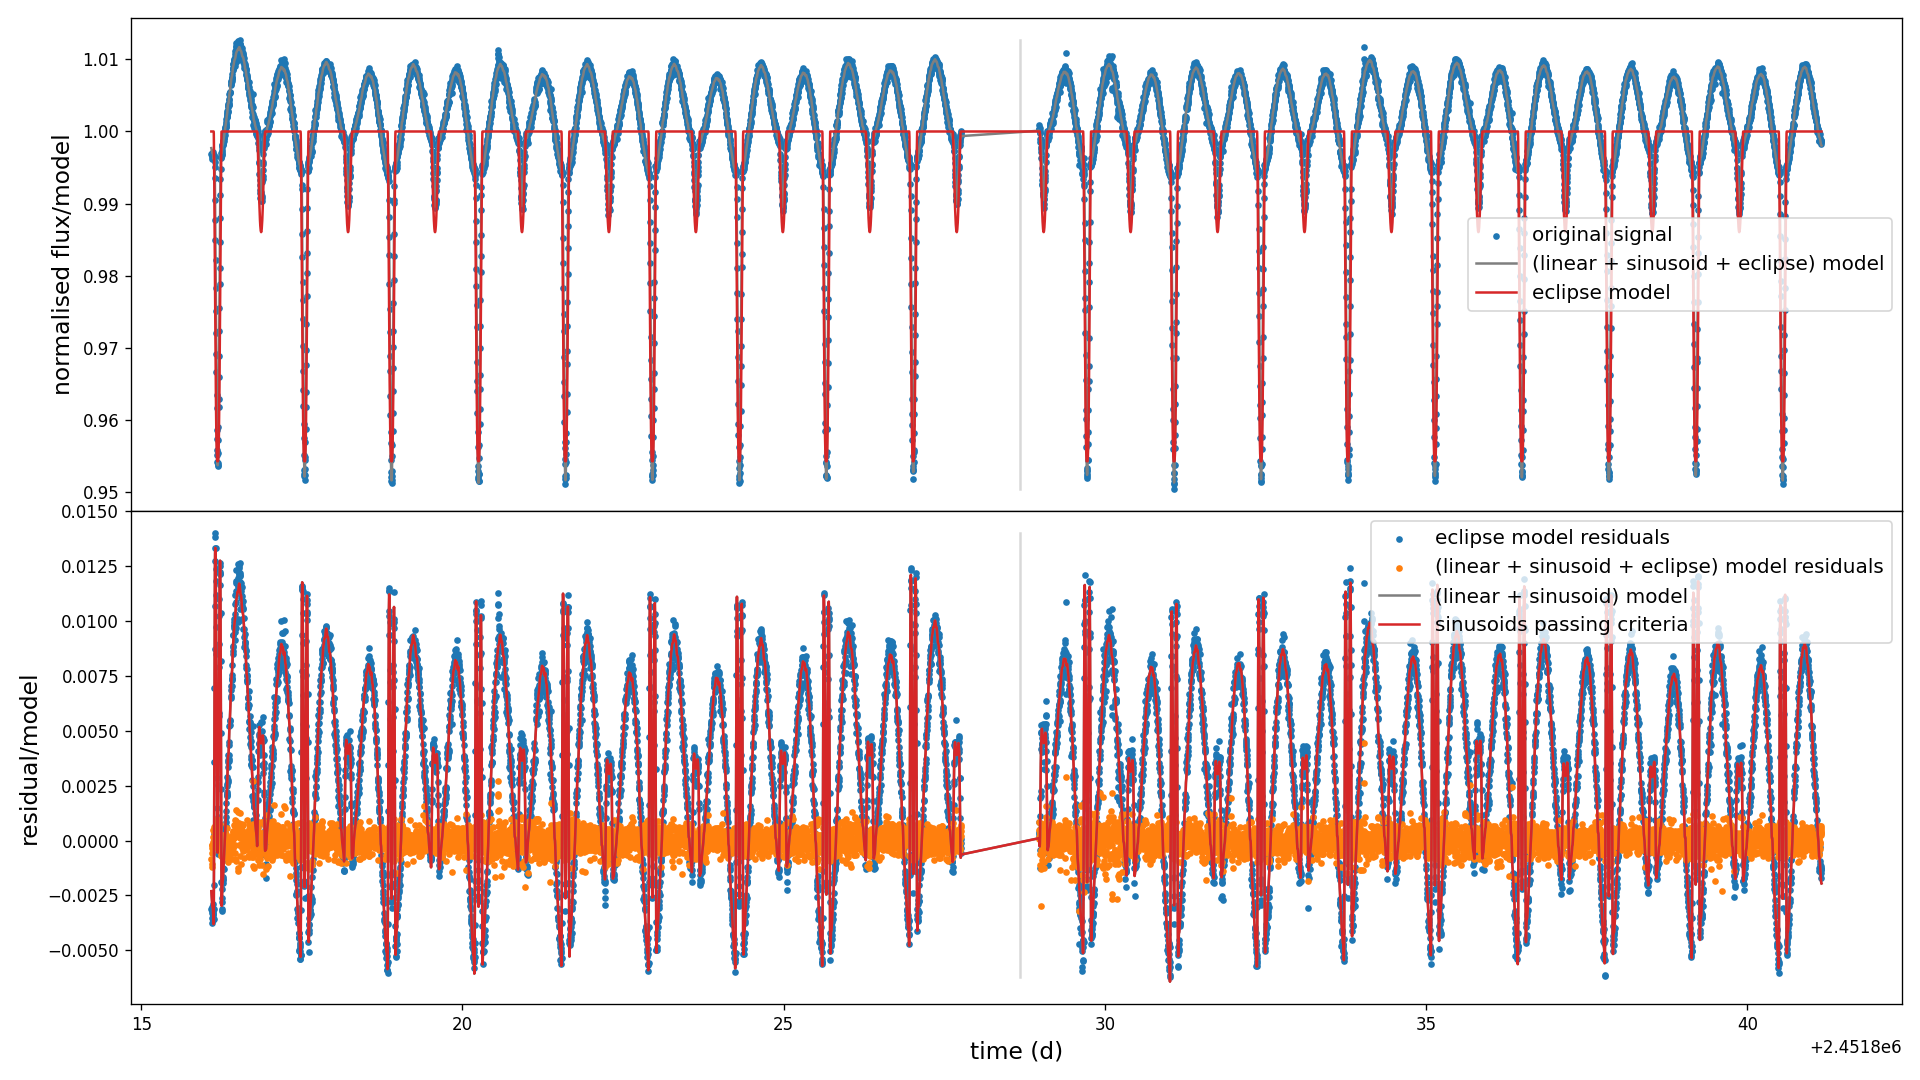 normalised flux/model
1.01
1.00
0.99
0.98
0.97
0.96
0.95
original signal
(linear + sinusoid + eclipse) model
eclipse model
residual/model
0.0150
0.0125
0.0100
0.0075
0.0050
0.0025
0.0000
−0.0025
−0.0050
eclipse model residuals
(linear + sinusoid + eclipse) model residuals
(linear + sinusoid) model
sinusoids passing criteria
15
20
25
30
35
40
time (d)
+2.4518e6